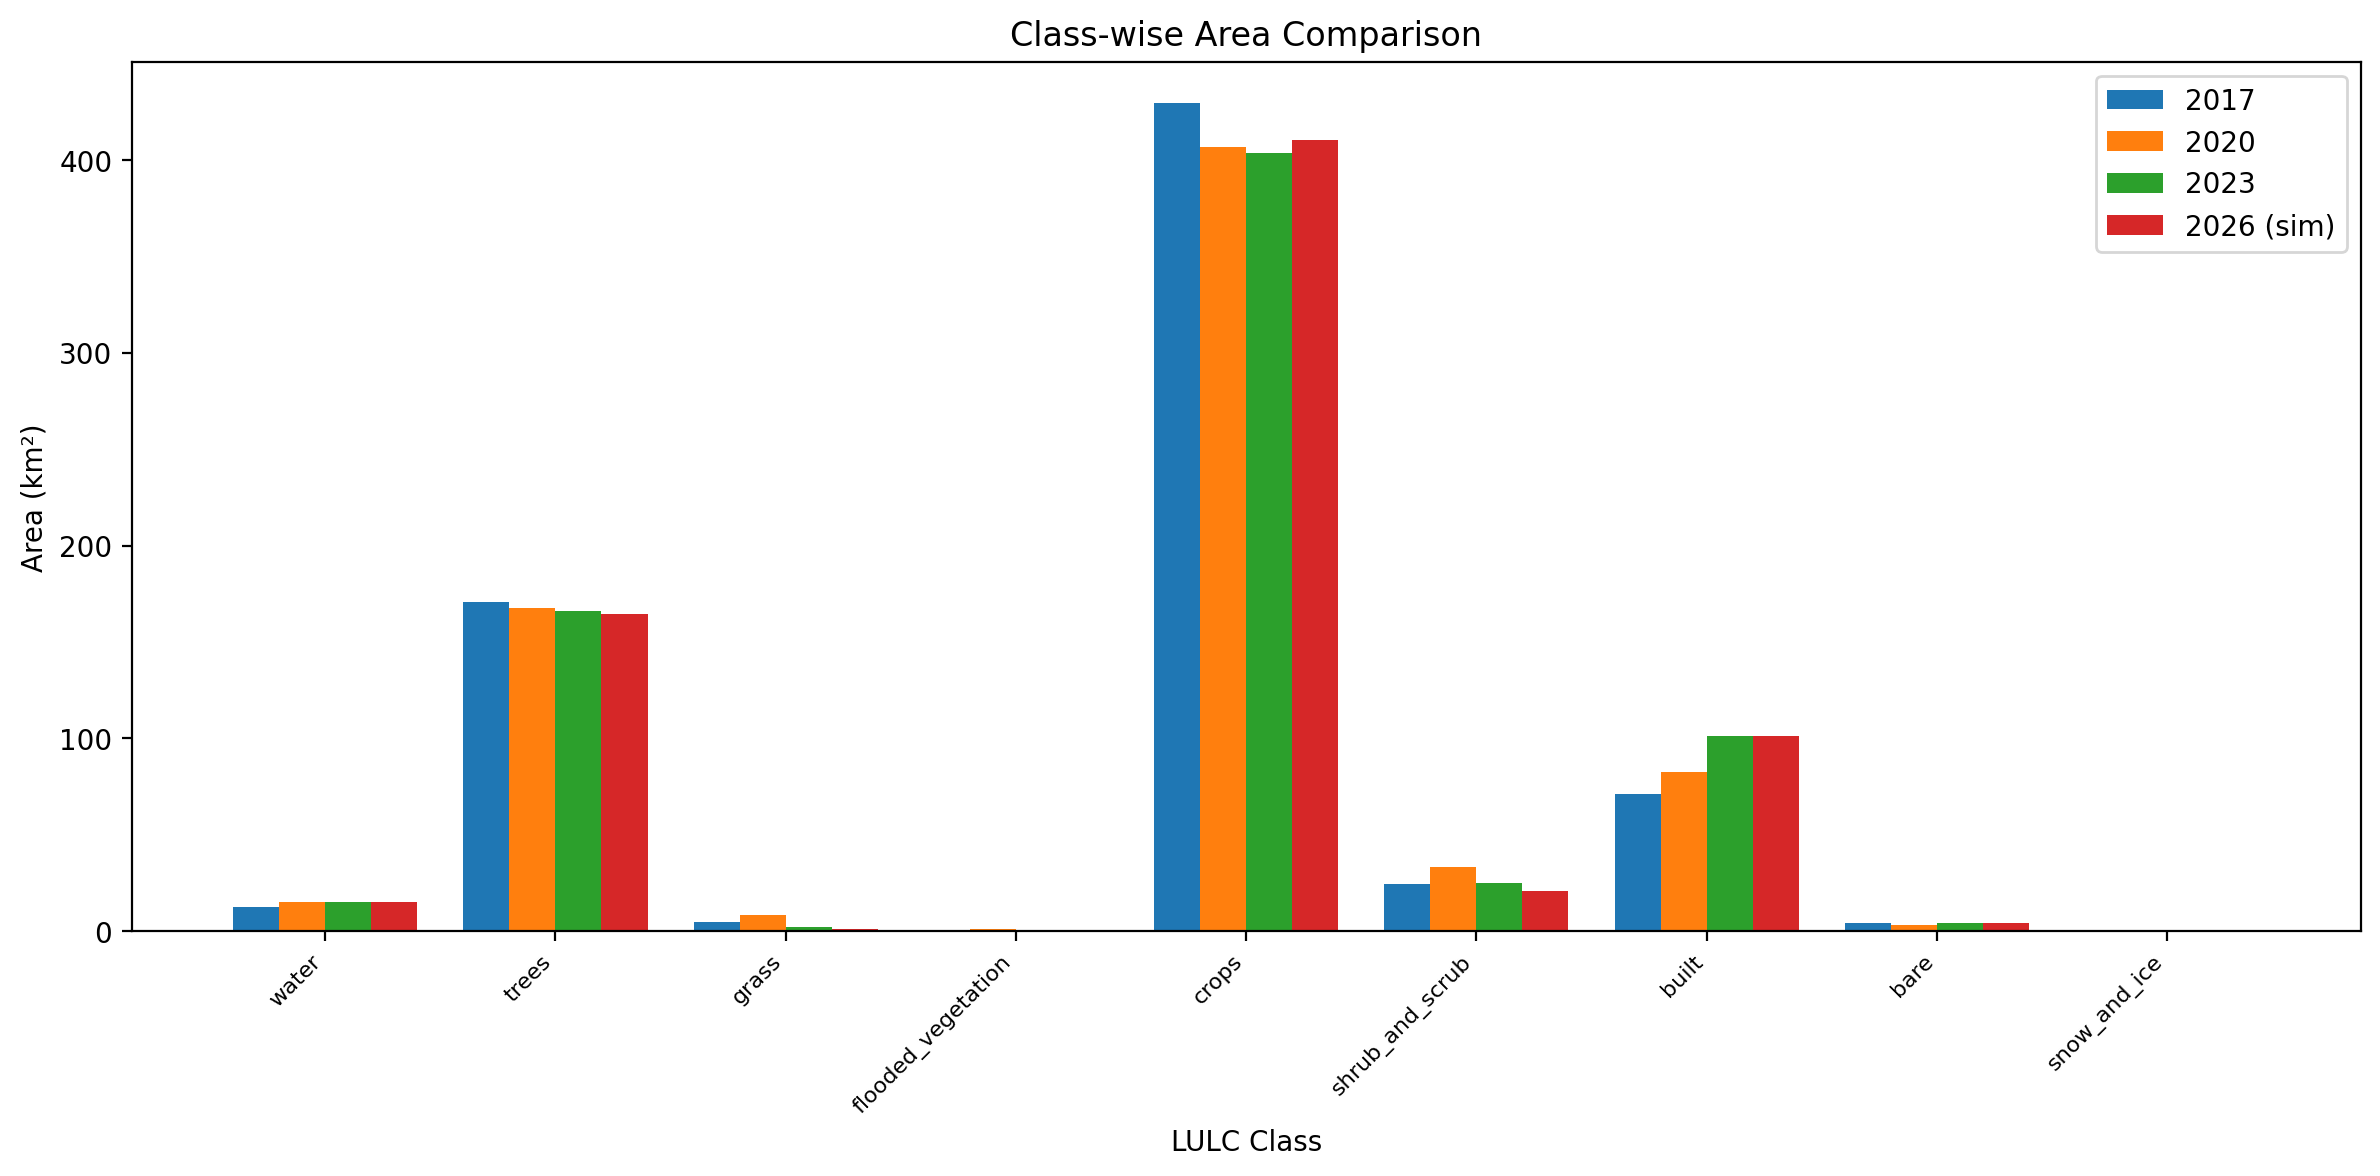 Class-wise Area Comparison
2017
2020
2023
2026 (sim)
Area (km²)
400
300
200
100
0
water
trees
grass
flooded_vegetation
crops
shrub_and_scrub
built
bare
snow_and_ice
LULC Class